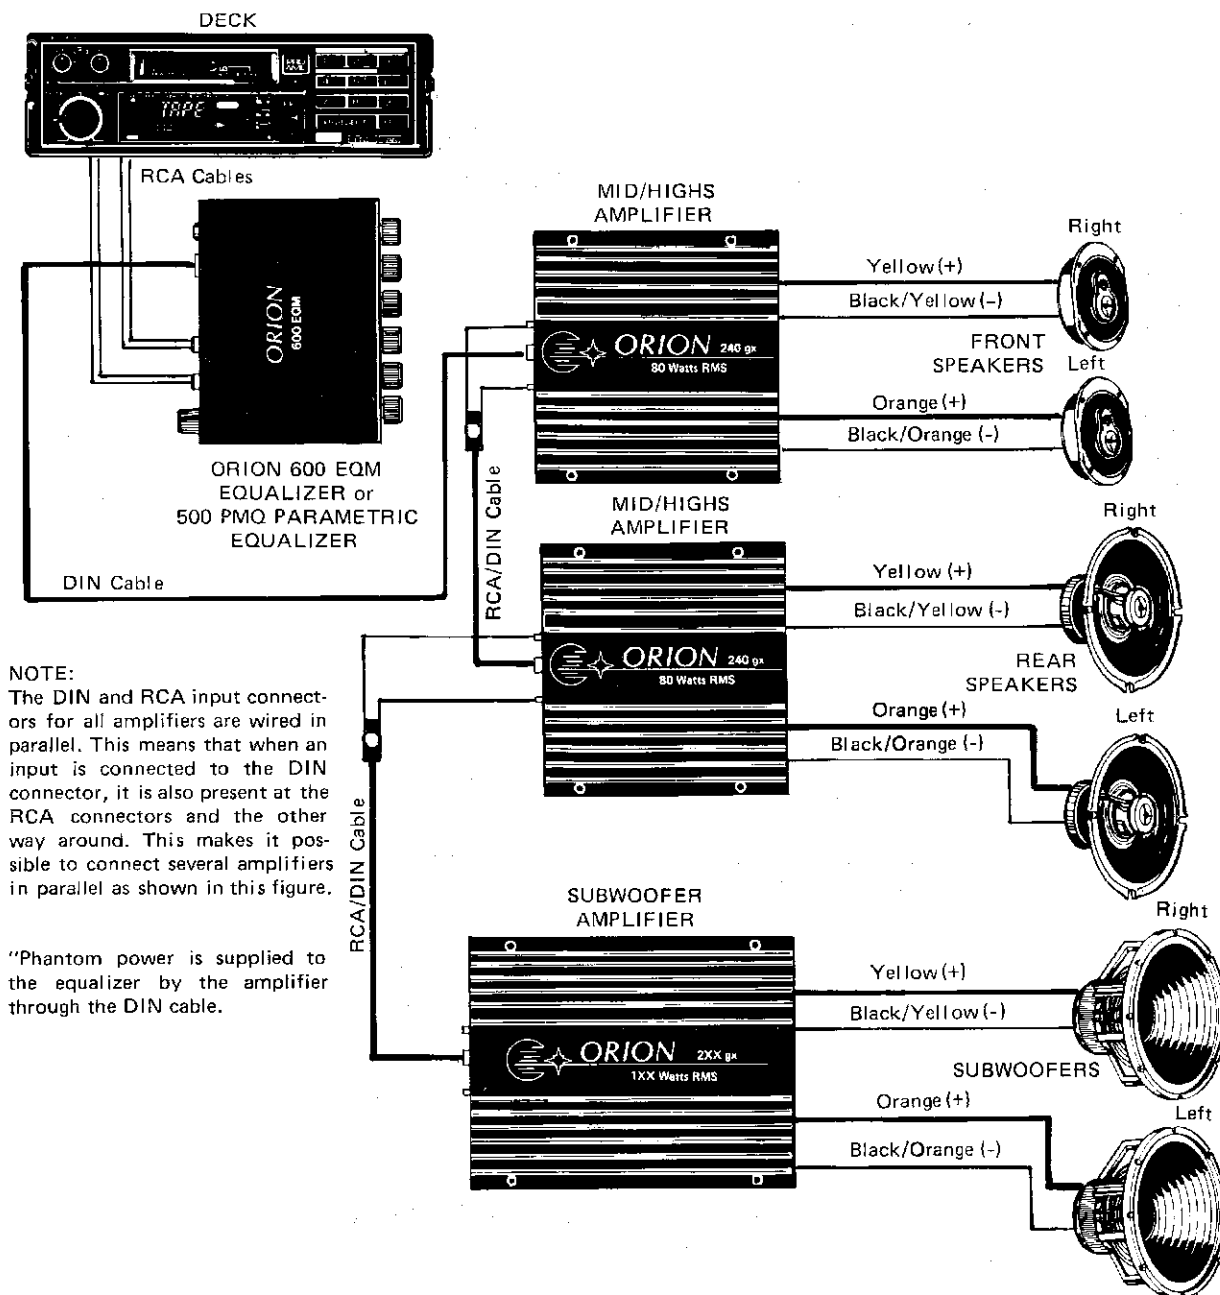 DECK
TAPE
RCA Cables
ORION
600 EQM
ORION 600 EQM
EQUALIZER or
500 PMQ PARAMETRIC
EQUALIZER
DIN Cable
MID/HIGHS
AMPLIFIER
ORION 240 gx
80 Watts RMS
Yellow (+)
Black/Yellow (-)
Right
FRONT
SPEAKERS
Left
Orange (+)
Black/Orange (-)
RCA/DIN Cable
MID/HIGHS
AMPLIFIER
ORION 240 gx
80 Watts RMS
Right
Yellow (+)
Black/Yellow (-)
REAR
SPEAKERS
Orange (+)
Left
Black/Orange (-)
NOTE:
The DIN and RCA input connect-
ors for all amplifiers are wired in
parallel. This means that when an
input is connected to the DIN
connector, it is also present at the
RCA connectors and the other
way around. This makes it pos-
sible to connect several amplifiers
in parallel as shown in this figure.
"Phantom power is supplied to
the equalizer by the amplifier
through the DIN cable.
RCA/DIN Cable
SUBWOOFER
AMPLIFIER
ORION 2XX gx
1XX Watts RMS
Right
Yellow (+)
Black/Yellow (-)
SUBWOOFERS
Orange (+)
Left
Black/Orange (-)